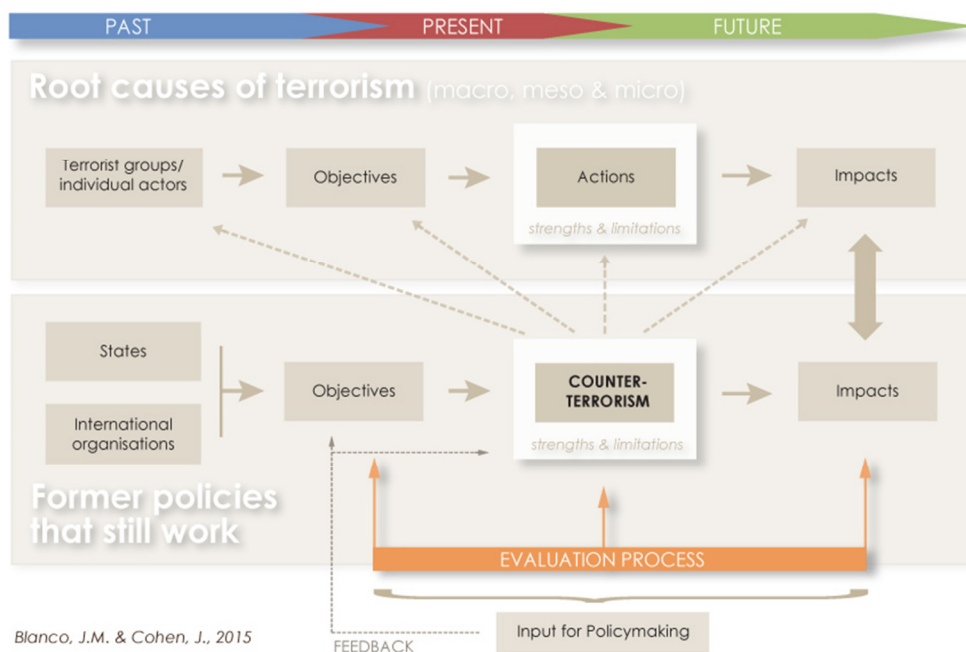 PAST PRESENT FUTURE
Root causes of terrorism (macro, meso & micro)
Terrorist groups/
individual actors
Objectives
Actions
Impacts
strengths & limitations
States
International
organisations
Objectives
COUNTER-
TERRORISM
Impacts
strengths & limitations
Former policies
that still work
EVALUATION PROCESS
Input for Policymaking
FEEDBACK
Blanco, J.M. & Cohen, J., 2015